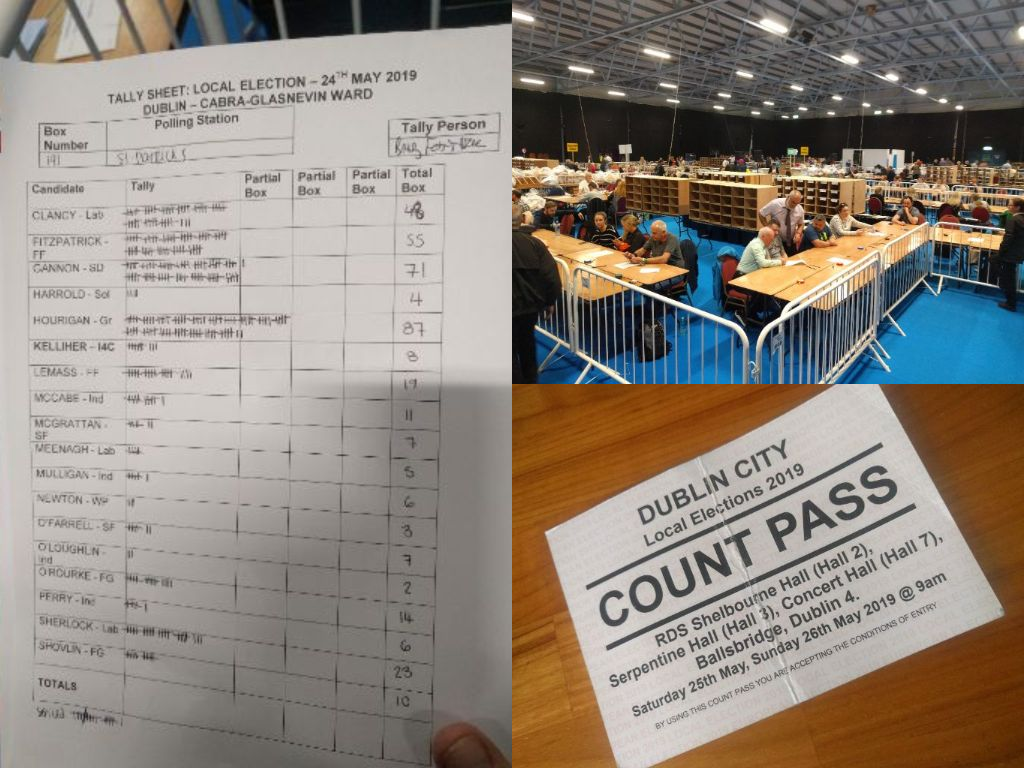 TALLY SHEET: LOCAL ELECTION – 24TH MAY 2019
DUBLIN – CABRA-GLASNEVIN WARD
Box Number
Polling Station
Tally Person
191
St Patricks
Candidate Tally Partial Box Partial Box Partial Box Total Box
CLANCY - Lab 48
FITZPATRICK - FF 55
CANNON - SD 71
HARROLD - Sol 4
HOURIGAN - Gr 87
KELLIHER - I4C 8
LEMASS - FF 19
MCCABE - Ind 11
MCGRATTAN - SF 7
MEENAGH - Lab 5
MULLIGAN - Ind 6
NEWTON - WP 3
O'FARRELL - SF 7
O'LOUGHLIN - Ind 2
O'ROURKE - FG 14
PERRY - Ind 6
SHERLOCK - Lab 23
SHOVLIN - FG 10
TOTALS
DUBLIN CITY
Local Elections 2019
COUNT PASS
RDS Shelbourne Hall (Hall 2),
Serpentine Hall (Hall 3), Concert Hall (Hall 7),
Ballsbridge, Dublin 4.
Saturday 25th May, Sunday 26th May 2019 @ 9am
BY USING THIS COUNT PASS YOU ARE ACCEPTING THE CONDITIONS OF ENTRY